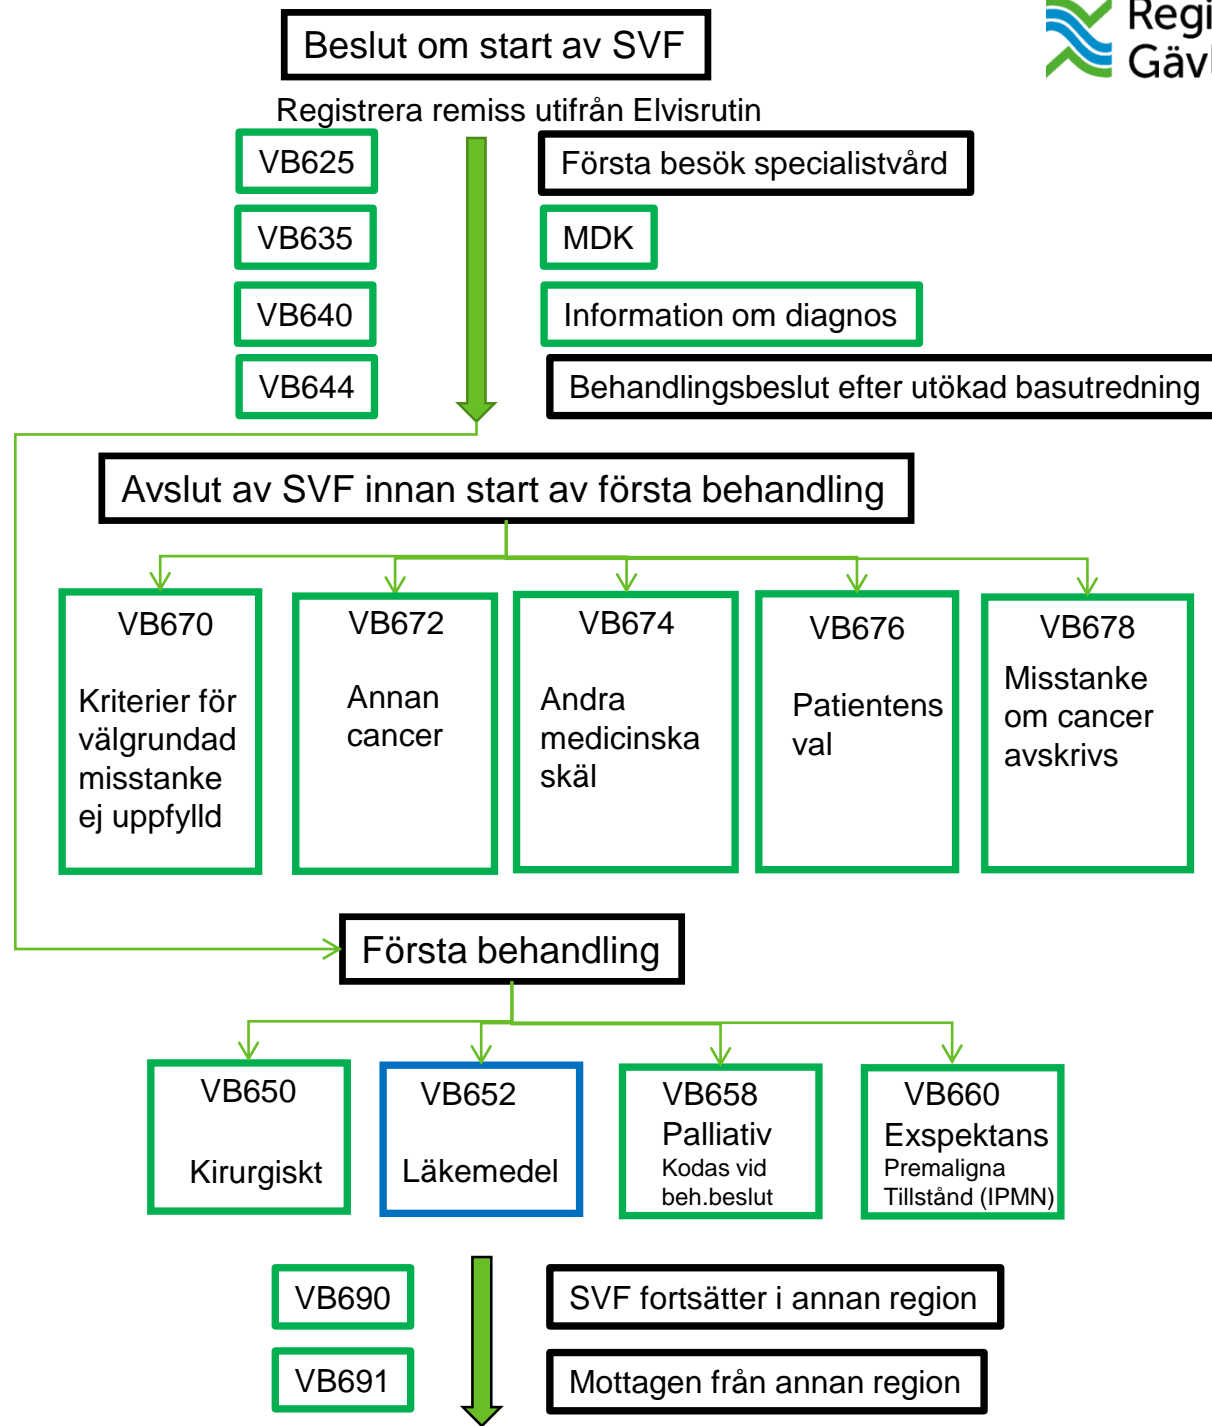 Beslut om start av SVF
Regi
Gävl
Registrera remiss utifrån Elvisrutin
VB625
Första besök specialistvård
VB635
MDK
VB640
Information om diagnos
VB644
Behandlingsbeslut efter utökad basutredning
Avslut av SVF innan start av första behandling
VB670
Kriterier för
välgrundad
misstanke
ej uppfylld
VB672
Annan
cancer
VB674
Andra
medicinska
skäl
VB676
Patientens
val
VB678
Misstanke
om cancer
avskrivs
Första behandling
VB650
Kirurgiskt
VB652
Läkemedel
VB658
Palliativ
Kodas vid
beh.beslut
VB660
Exspektans
Premaligna
Tillstånd (IPMN)
VB690
SVF fortsätter i annan region
VB691
Mottagen från annan region